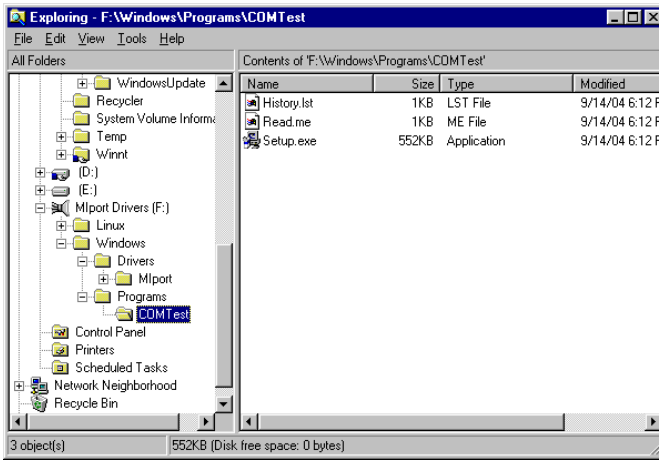 Exploring - F:\Windows\Programs\COMTest
File Edit View Tools Help
All Folders
Contents of 'F:\Windows\Programs\COMTest'
WindowsUpdate
Recycler
System Volume Informa
Temp
Winnt
(D:)
(E:)
MIport Drivers (F:)
Linux
Windows
Drivers
MIport
Programs
COMTest
Control Panel
Printers
Scheduled Tasks
Network Neighborhood
Recycle Bin
Name Size Type Modified
History.lst 1KB LST File 9/14/04 6:12 P
Read.me 1KB ME File 9/14/04 6:12 P
Setup.exe 552KB Application 9/14/04 6:12 P
3 object(s) 552KB (Disk free space: 0 bytes)